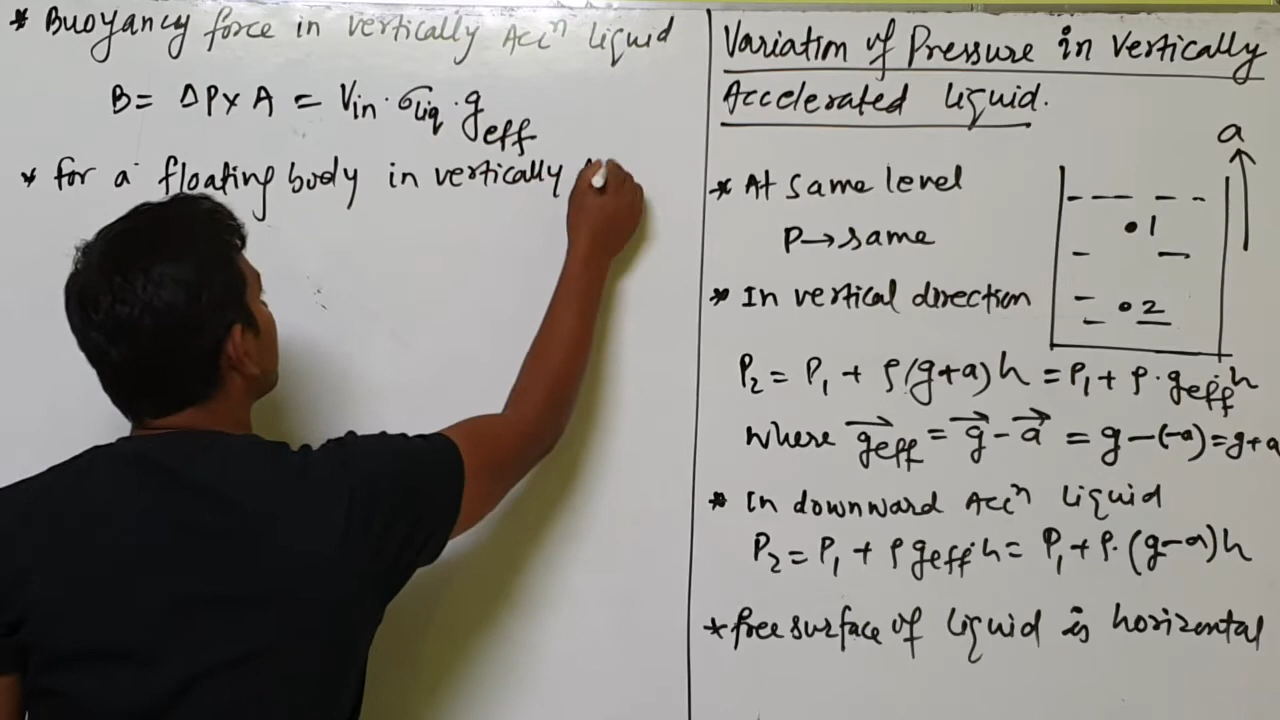 * Buoyancy force in vertically Accⁿ liquid
B = ΔP × A = Vin · σliq · geff
* for a floating body in vertically
Variation of Pressure in Vertically
Accelerated liquid.
a
* At same level
P → same
• 1
* In vertical direction
• 2
P₂ = P₁ + ρ(g+a)h = P₁ + ρ·geff h
where g⃗eff = g⃗ - a⃗ = g-(-a) = g+a
* In downward Accⁿ liquid
P₂ = P₁ + ρ geff h = P₁ + ρ·(g-a)h
* free surface of liquid is horizental